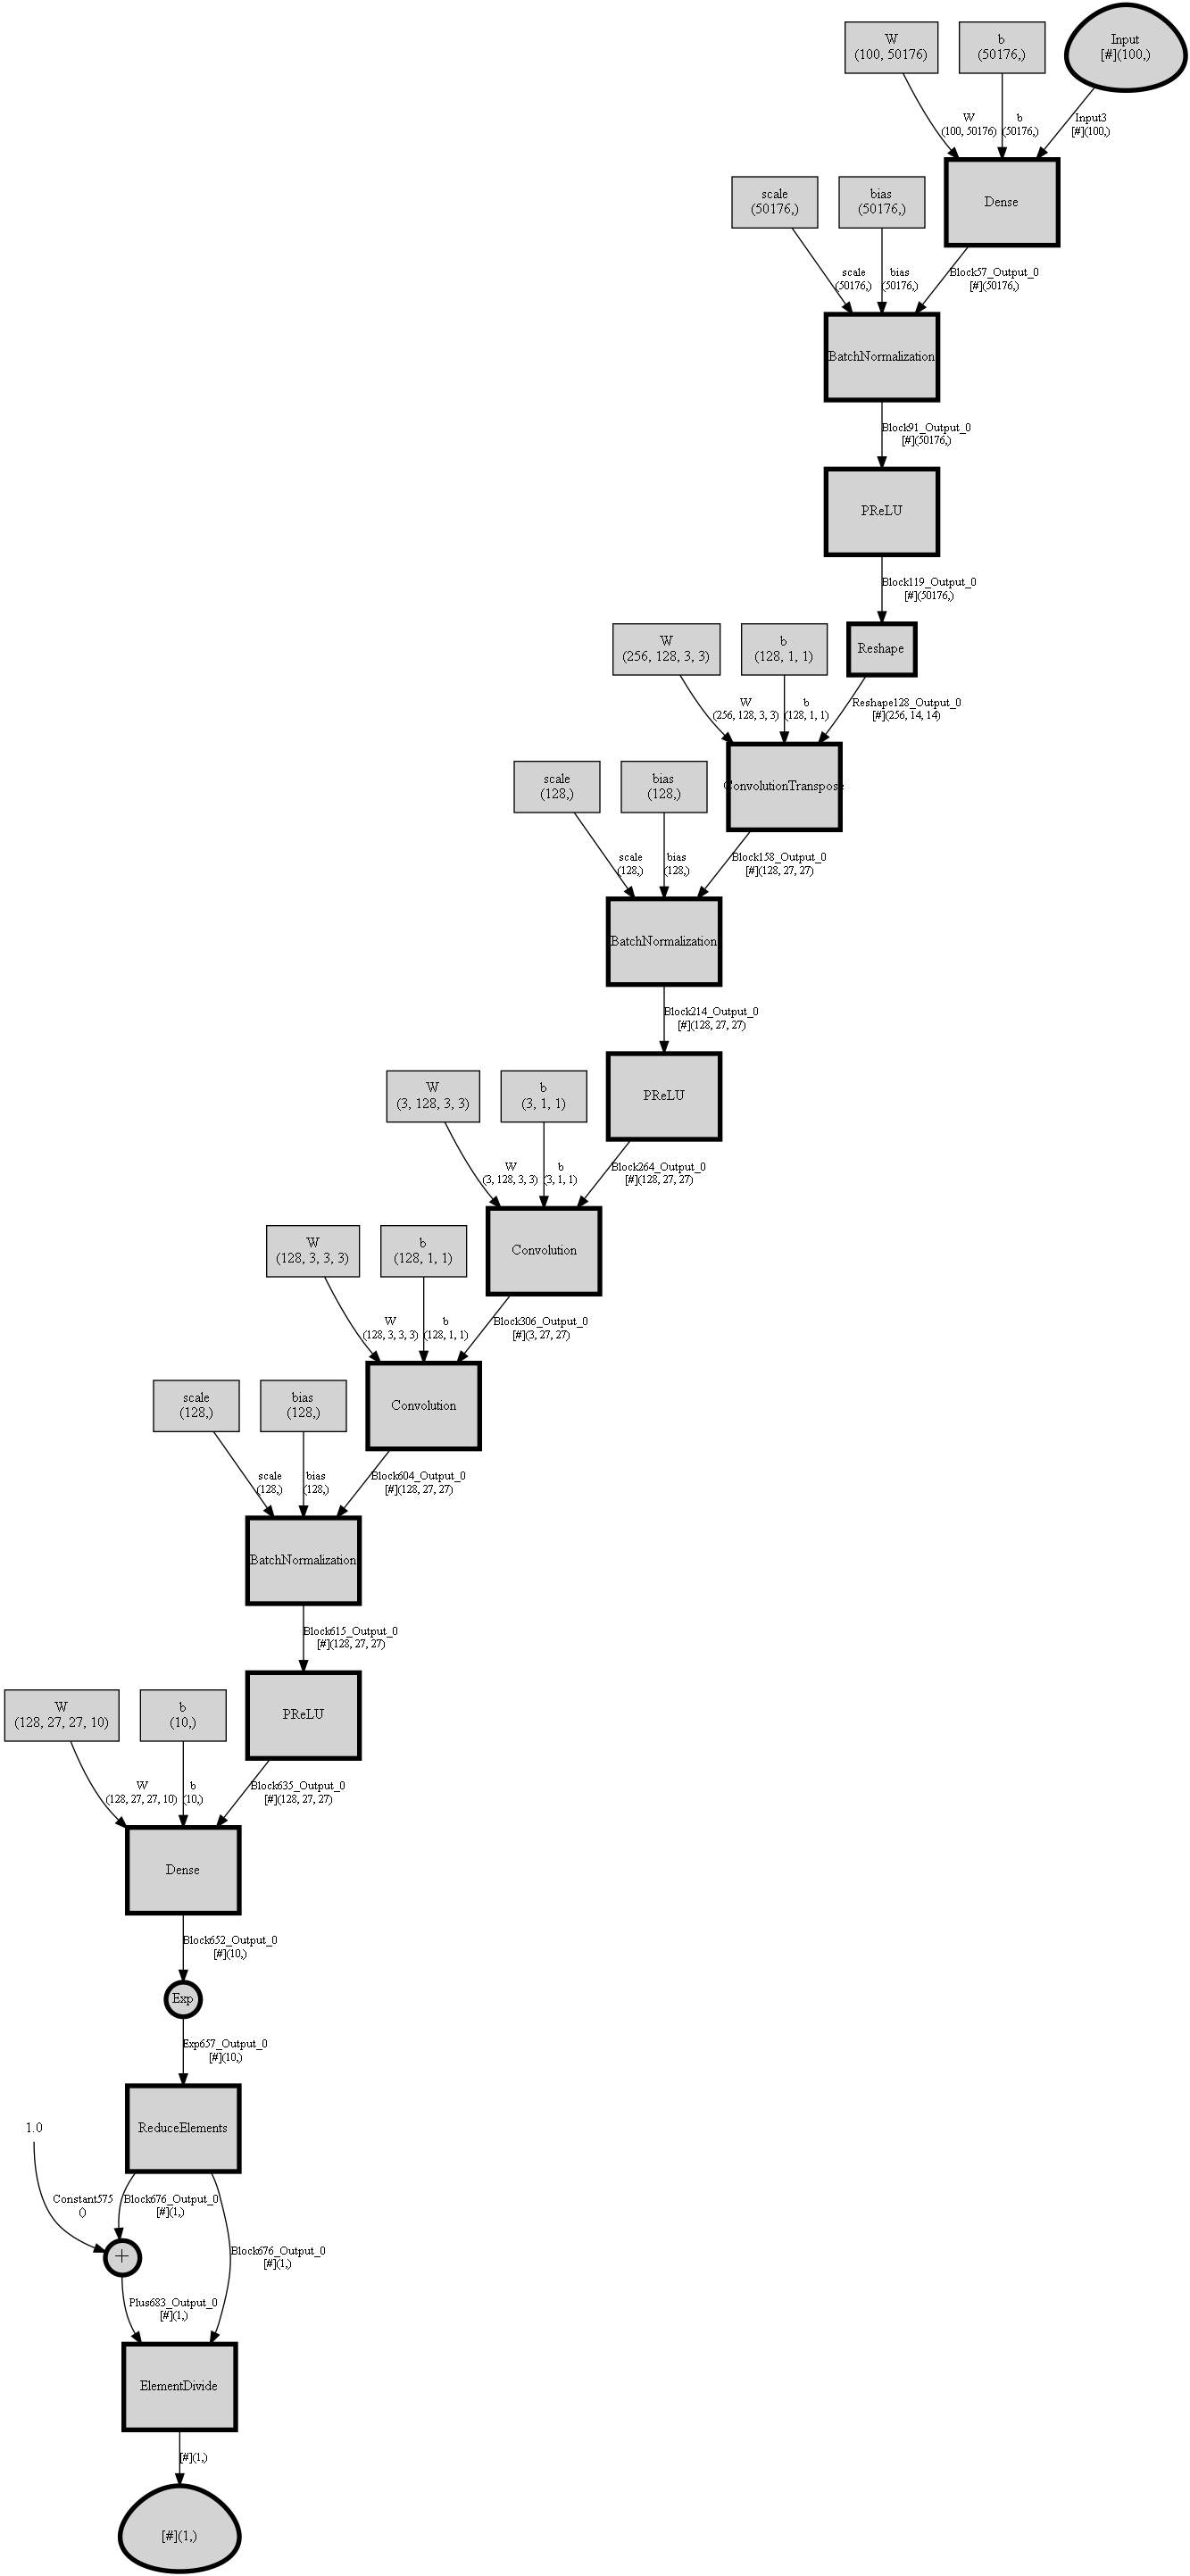 W
(100, 50176)
b
(50176,)
Input
[#](100,)
W
(100, 50176)
b
(50176,)
Input3
[#](100,)
scale
(50176,)
bias
(50176,)
Dense
scale
(50176,)
bias
(50176,)
Block57_Output_0
[#](50176,)
BatchNormalization
Block91_Output_0
[#](50176,)
PReLU
Block119_Output_0
[#](50176,)
W
(256, 128, 3, 3)
b
(128, 1, 1)
Reshape
W
(256, 128, 3, 3)
b
(128, 1, 1)
Reshape128_Output_0
[#](256, 14, 14)
scale
(128,)
bias
(128,)
ConvolutionTranspose
scale
(128,)
bias
(128,)
Block158_Output_0
[#](128, 27, 27)
BatchNormalization
Block214_Output_0
[#](128, 27, 27)
W
(3, 128, 3, 3)
b
(3, 1, 1)
PReLU
W
(3, 128, 3, 3)
b
(3, 1, 1)
Block264_Output_0
[#](128, 27, 27)
W
(128, 3, 3, 3)
b
(128, 1, 1)
Convolution
W
(128, 3, 3, 3)
b
(128, 1, 1)
Block306_Output_0
[#](3, 27, 27)
scale
(128,)
bias
(128,)
Convolution
scale
(128,)
bias
(128,)
Block604_Output_0
[#](128, 27, 27)
BatchNormalization
Block615_Output_0
[#](128, 27, 27)
W
(128, 27, 27, 10)
b
(10,)
PReLU
W
(128, 27, 27, 10)
b
(10,)
Block635_Output_0
[#](128, 27, 27)
Dense
Block652_Output_0
[#](10,)
Exp
Exp657_Output_0
[#](10,)
1.0
ReduceElements
Constant575
()
Block676_Output_0
[#](1,)
+
Block676_Output_0
[#](1,)
Plus683_Output_0
[#](1,)
ElementDivide
[#](1,)
[#](1,)